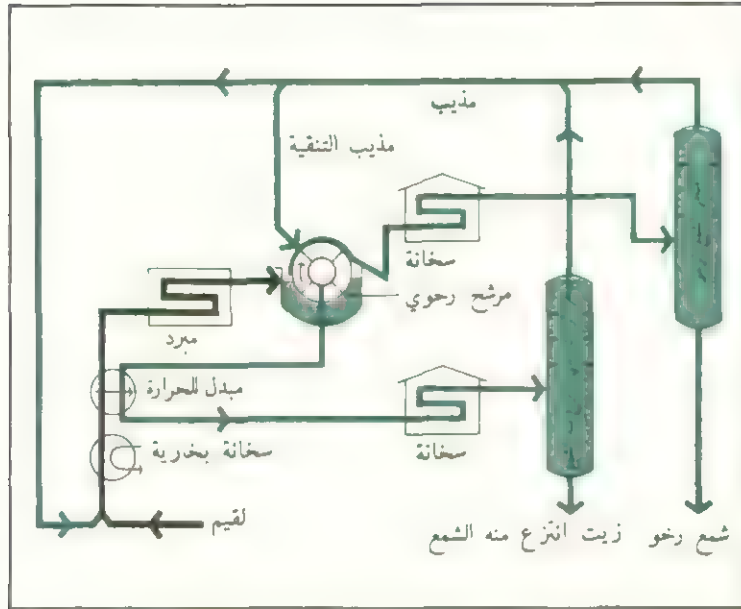 مذيب
مذيب التنقية
سخانة
مرشح رحوي
مبرد
مبدل للحرارة
سخانة بخارية
سخانة
لقيم
زيت انتزع منه الشمع
شمع رخو